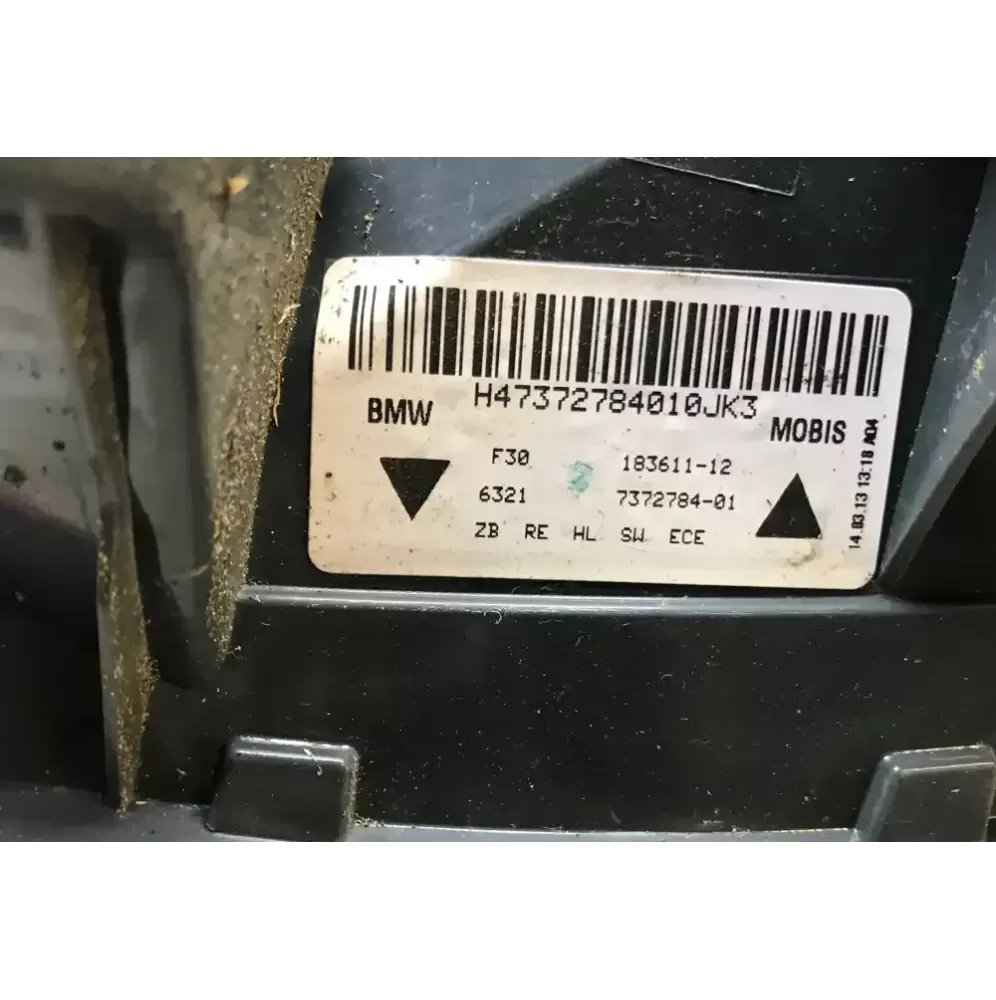 H47372784010JK3
BMW
MOBIS
F30 2 183611-12
6321 7372784-01
ZB RE HL SW ECE
14.03.13 13:18 A04